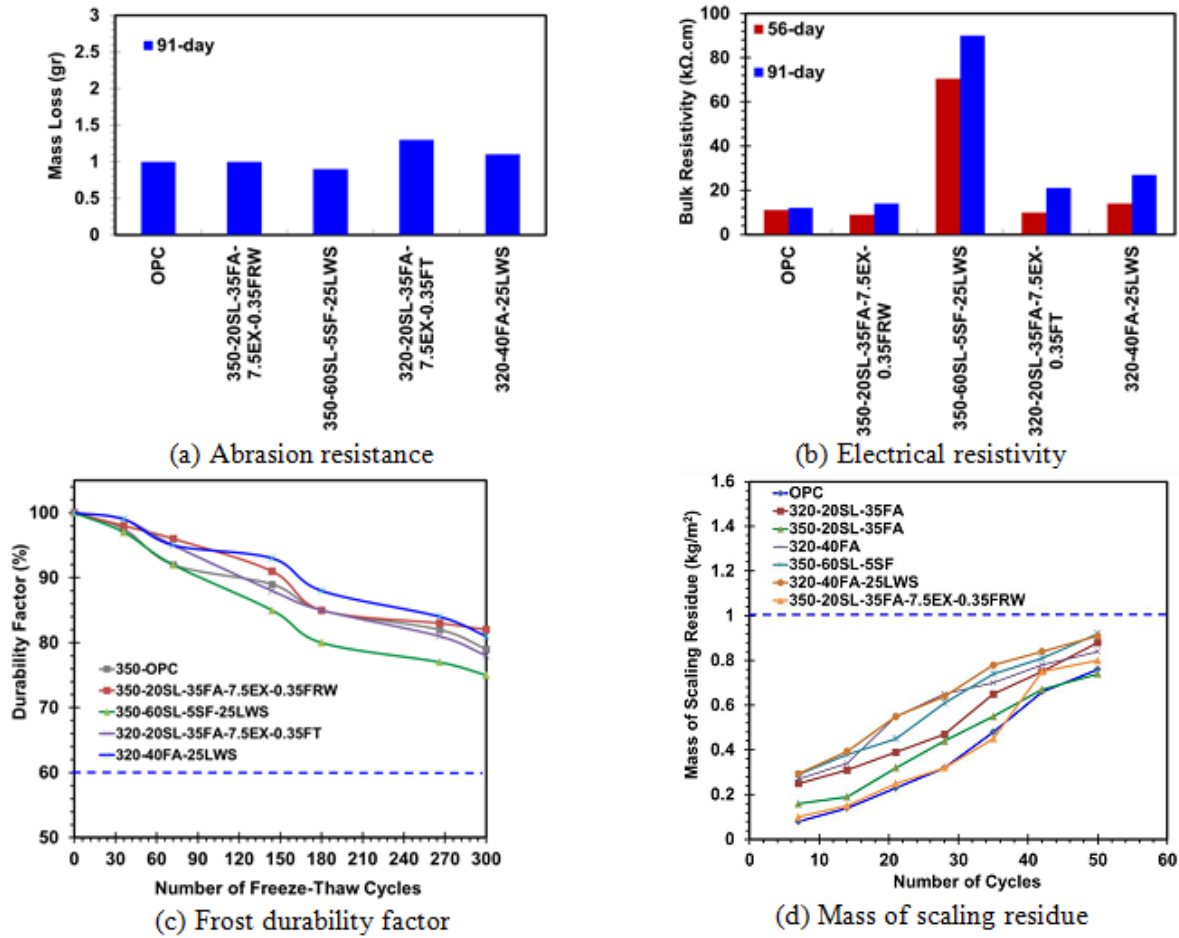 3
2.5
2
1.5
1
0.5
0
Mass Loss (gr)
91-day
OPC
350-20SL-35FA-
7.5EX-0.35FRW
350-60SL-5SF-25LWS
320-20SL-35FA-
7.5EX-0.35FT
320-40FA-25LWS
(a) Abrasion resistance
100
80
60
40
20
0
Bulk Resistivity (kΩ.cm)
56-day
91-day
OPC
350-20SL-35FA-7.5EX-
0.35FRW
350-60SL-5SF-25LWS
320-20SL-35FA-7.5EX-
0.35FT
320-40FA-25LWS
(b) Electrical resistivity
100
90
80
70
60
50
Durability Factor (%)
350-OPC
350-20SL-35FA-7.5EX-0.35FRW
350-60SL-5SF-25LWS
320-20SL-35FA-7.5EX-0.35FT
320-40FA-25LWS
0 30 60 90 120 150 180 210 240 270 300
Number of Freeze-Thaw Cycles
(c) Frost durability factor
1.6
1.4
1.2
1
0.8
0.6
0.4
0.2
0
Mass of Scaling Residue (kg/m²)
OPC
320-20SL-35FA
350-20SL-35FA
320-40FA
350-60SL-5SF
320-40FA-25LWS
350-20SL-35FA-7.5EX-0.35FRW
0 10 20 30 40 50 60
Number of Cycles
(d) Mass of scaling residue